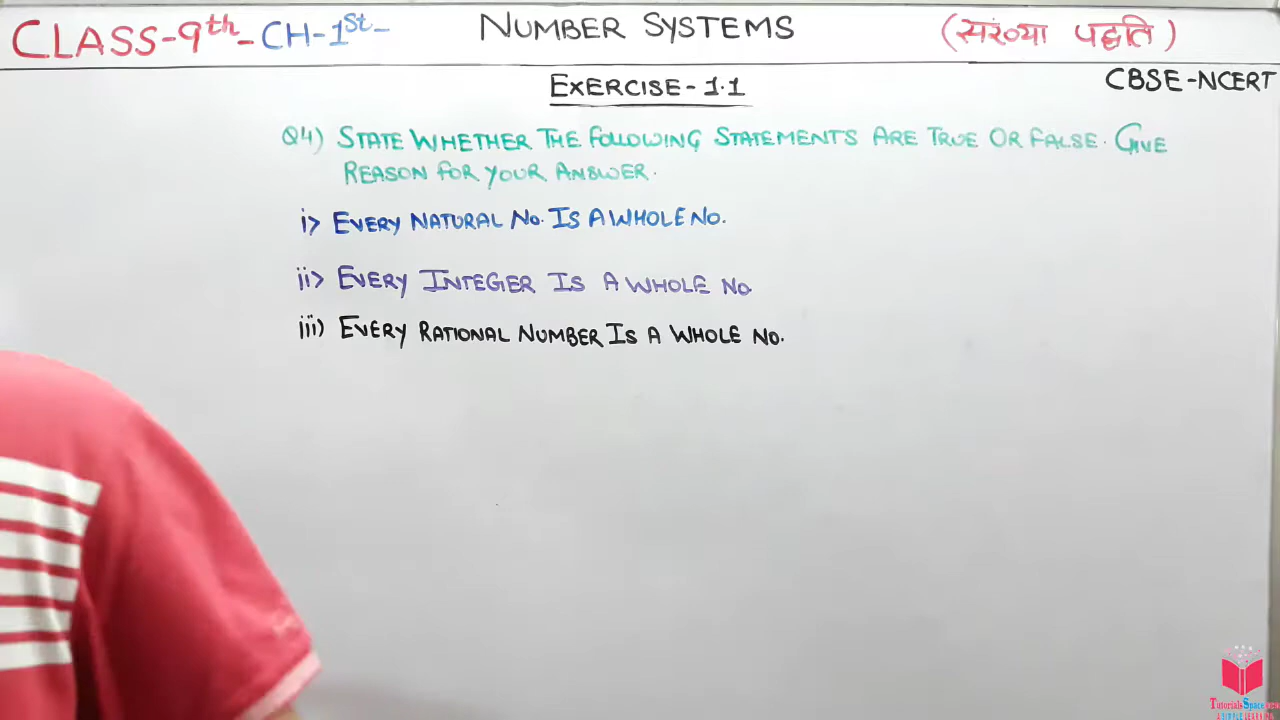 CLASS-9th - CH-1St - NUMBER SYSTEMS (संख्या पद्धति)
EXERCISE-1.1 CBSE-NCERT
Q4) STATE WHETHER THE FOLLOWING STATEMENTS ARE TRUE OR FALSE. GIVE
REASON FOR YOUR ANSWER.
i> EVERY NATURAL No. IS A WHOLE No.
ii> EVERY INTEGER IS A WHOLE No.
iii) EVERY RATIONAL NUMBER IS A WHOLE No.